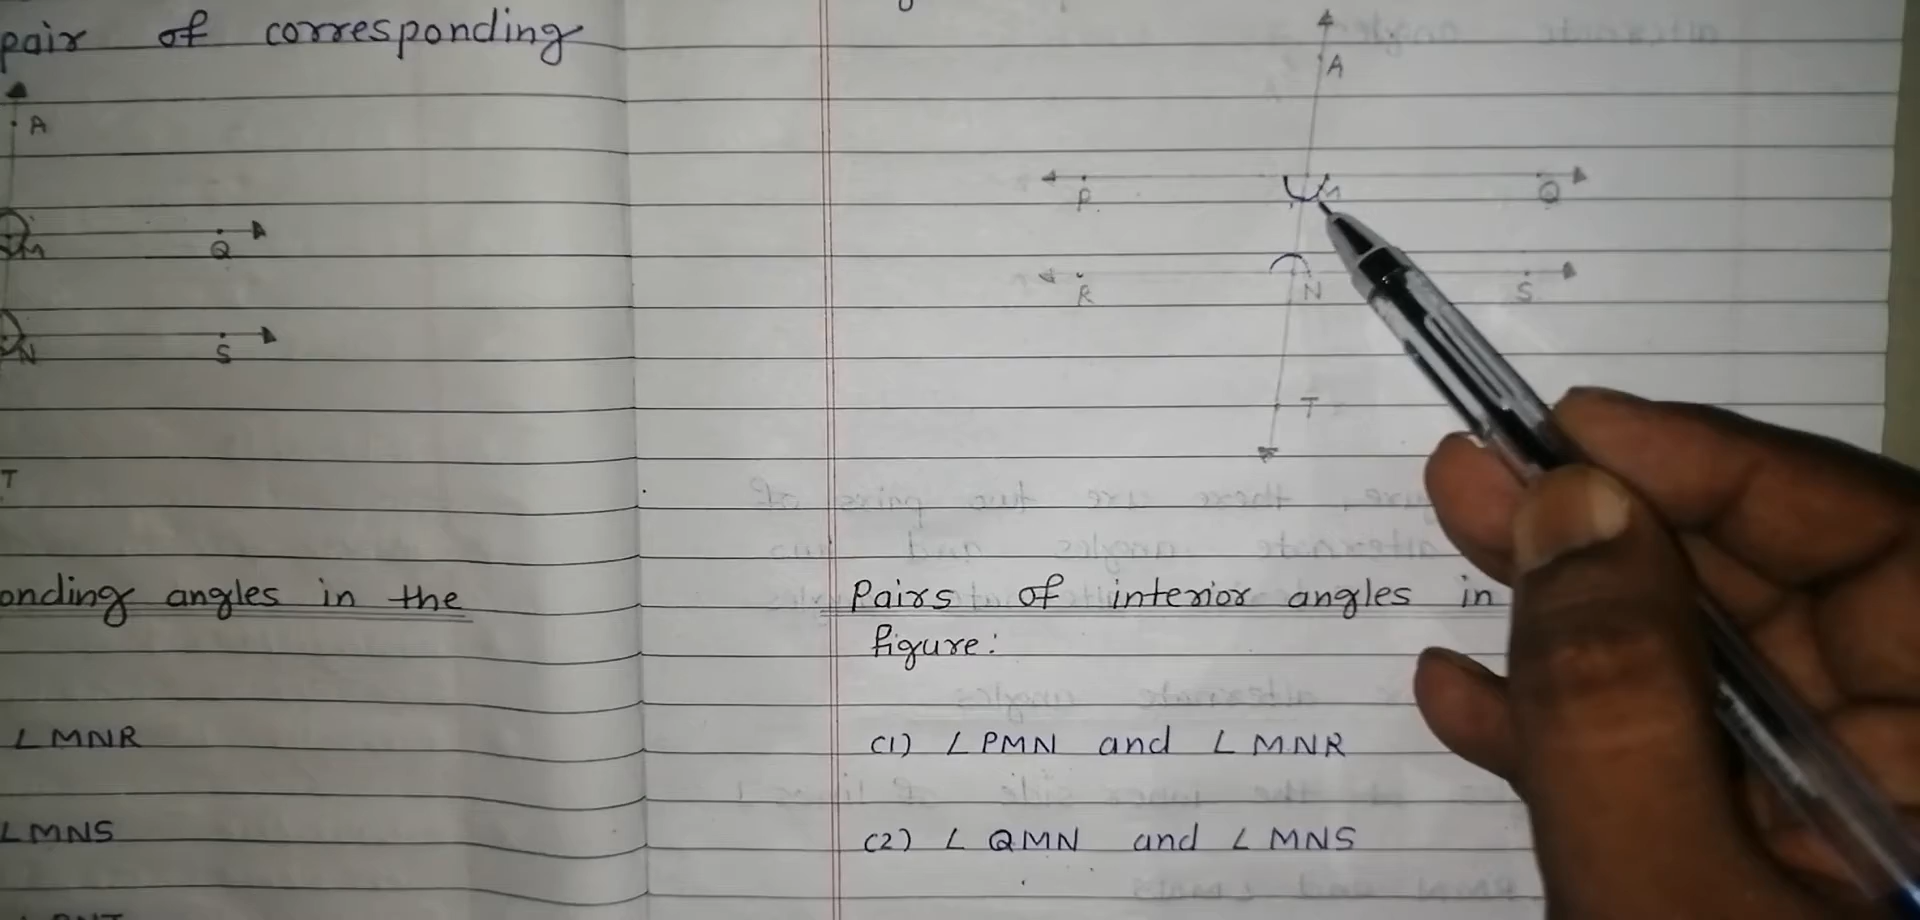 pair of corresponding
A
Q
N
S
T
onding angles in the
∠MNR
∠MNS
A
P
M
Q
R
N
S
T
Pairs of interior angles in
figure:
(1) ∠PMN and ∠MNR
(2) ∠QMN and ∠MNS